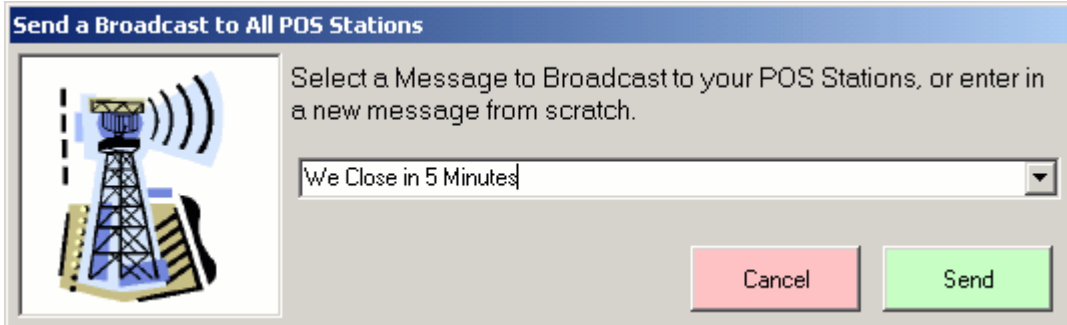 Send a Broadcast to All POS Stations
Select a Message to Broadcast to your POS Stations, or enter in
a new message from scratch.
We Close in 5 Minutes
Cancel
Send